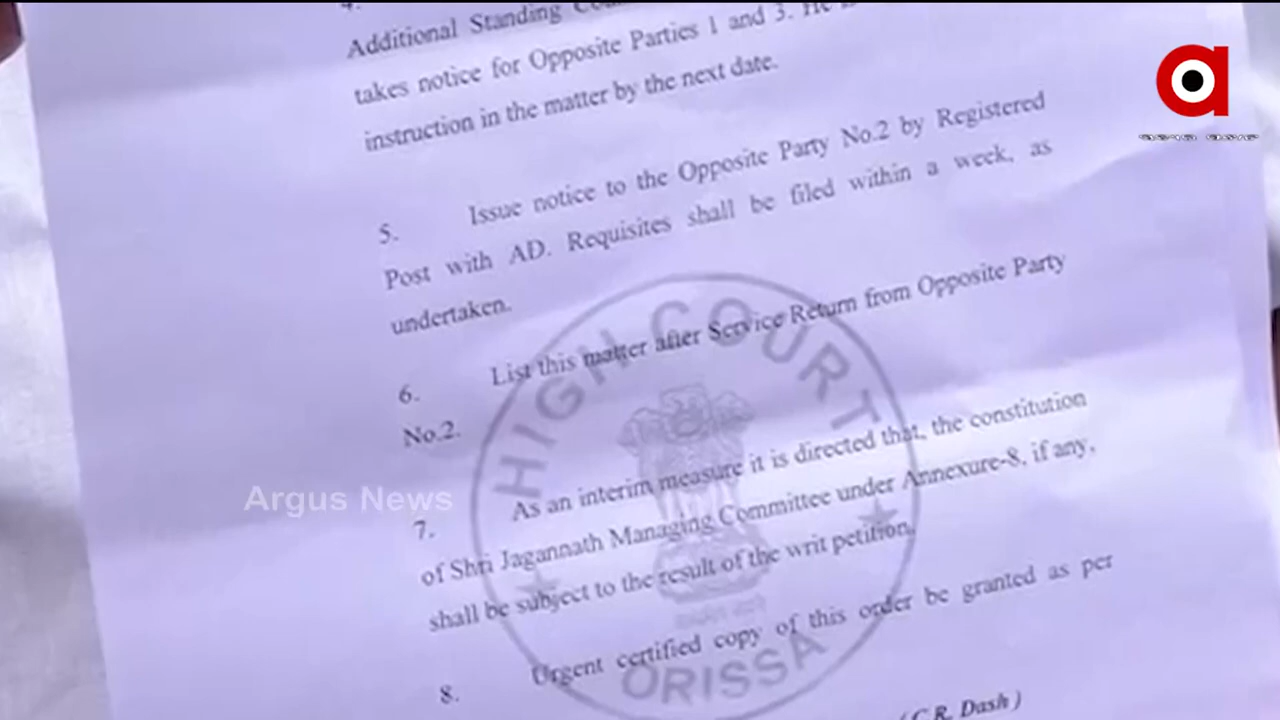 4.
Additional Standing
takes notice for Opposite Parties 1 and 3. He
instruction in the matter by the next date.
5. Issue notice to the Opposite Party No.2 by Registered
Post with AD. Requisites shall be filed within a week, as
undertaken.
6. List this matter after Service Return from Opposite Party
No.2.
7. As an interim measure it is directed that, the constitution
of Shri Jagannath Managing Committee under Annexure-8, if any,
shall be subject to the result of the writ petition.
8. Urgent certified copy of this order be granted as per
( C.R. Dash )
HIGH COURT
ORISSA
Argus News
a